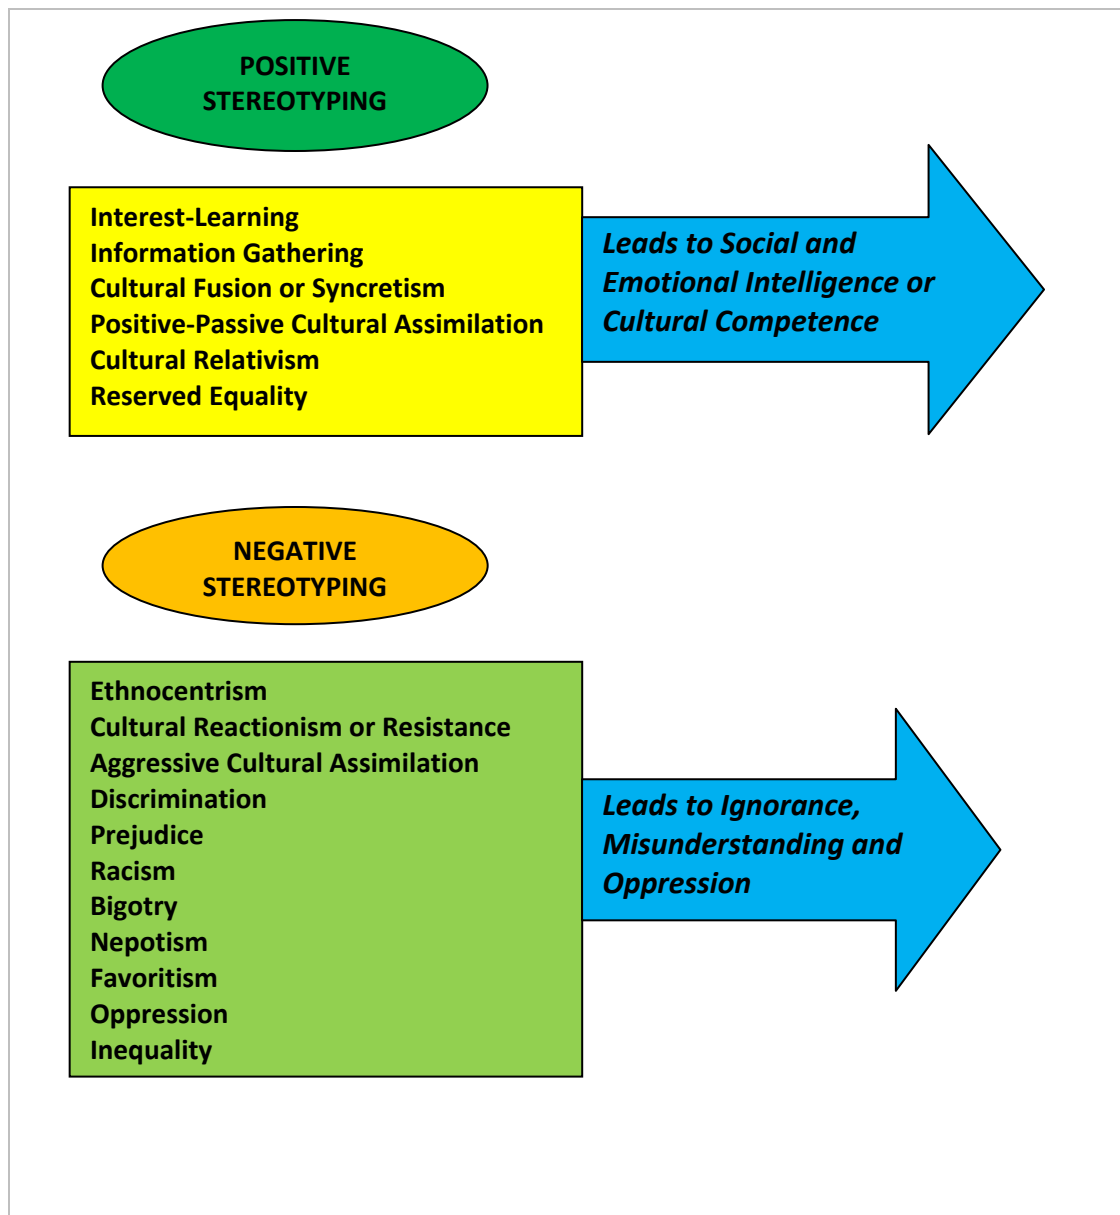 POSITIVE
STEREOTYPING
Interest-Learning
Information Gathering
Cultural Fusion or Syncretism
Positive-Passive Cultural Assimilation
Cultural Relativism
Reserved Equality
Leads to Social and
Emotional Intelligence or
Cultural Competence
NEGATIVE
STEREOTYPING
Ethnocentrism
Cultural Reactionism or Resistance
Aggressive Cultural Assimilation
Discrimination
Prejudice
Racism
Bigotry
Nepotism
Favoritism
Oppression
Inequality
Leads to Ignorance,
Misunderstanding and
Oppression